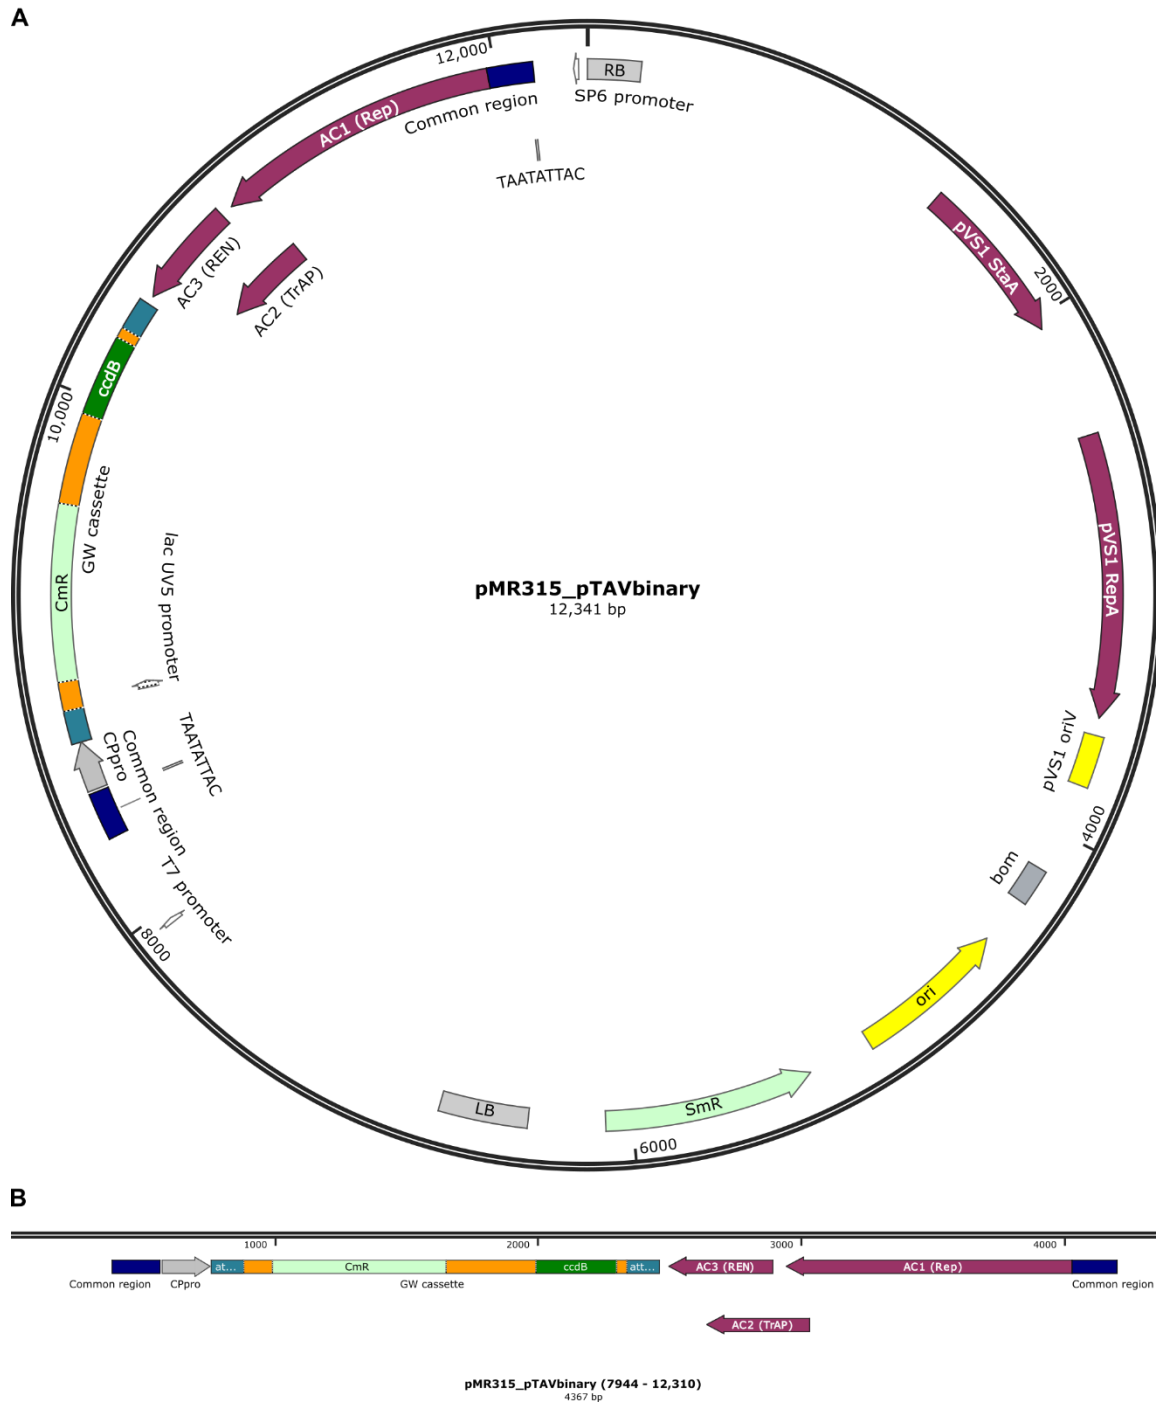 A
12,000
RB
SP6 promoter
Common region
AC1 (Rep)
TAATATTAC
AC3 (REN)
AC2 (TrAP)
pVS1 StaA
2000
ccdB
10,000
GW cassette
CmR
lac UV5 promoter
pVS1 RepA
pMR315_pTAVbinary
12,341 bp
TAATATTAC
CPpro
Common region
T7 promoter
8000
pVS1 oriV
4000
bom
ori
SmR
6000
LB
B
1000
2000
3000
4000
at...
CmR
ccdB
att...
AC3 (REN)
AC1 (Rep)
Common region
CPpro
GW cassette
Common region
AC2 (TrAP)
pMR315_pTAVbinary (7944 - 12,310)
4367 bp